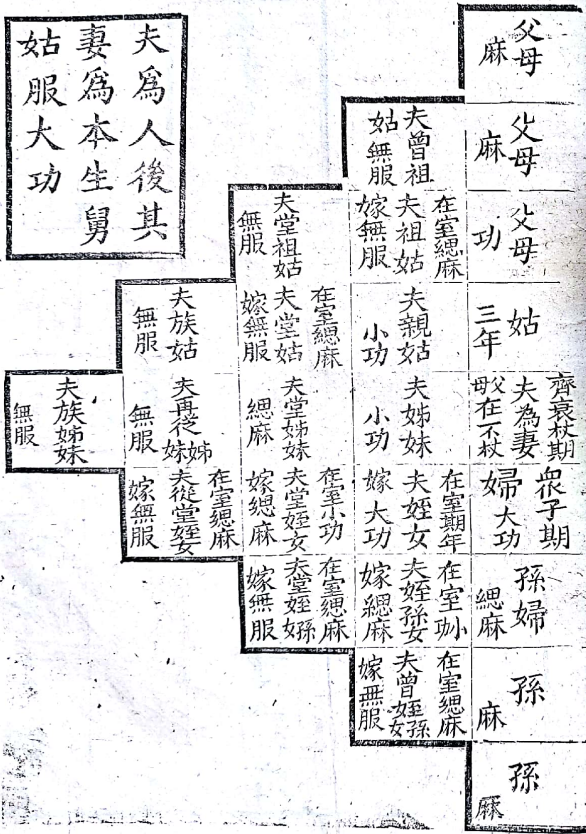 父母
麻
父母
麻
夫曾祖
姑無服
父母
功
在室緦麻
夫祖姑
嫁無服
夫堂祖姑
無服
姑
三年
夫親姑
小功
在室緦麻
夫堂姑
嫁無服
夫族姑
無服
齊衰杖期
夫為妻
父母在不杖
夫姊妹
小功
夫堂姊妹
緦麻
夫再從姊妹
無服
夫族姊妹
無服
衆子期
婦大功
在室期年
夫姪女
嫁大功
在室小功
夫堂姪女
嫁緦麻
在室緦麻
夫從堂姪女
嫁無服
孫婦
緦麻
在室小功
夫姪孫女
嫁緦麻
在室緦麻
夫堂姪孫女
嫁無服
孫
麻
在室緦麻
夫曾姪孫女
嫁無服
孫
麻
夫爲人後其
妻爲本生舅
姑服大功